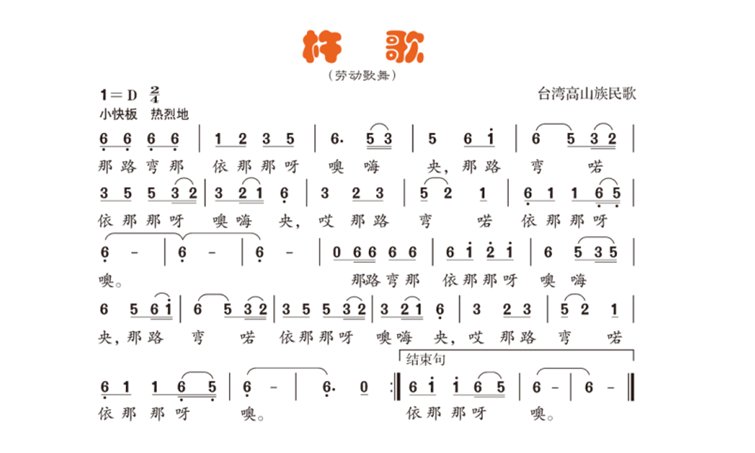 杵 歌
（劳动歌舞）
1=D 2/4
台湾高山族民歌
小快板 热烈地
6 6 6 6 | 1 2 3 5 | 6. 5 3 | 5 6 i | 6 5 3 2 |
那路弯那 依那那呀 噢嗨 央，那路 弯 喏
3 5 5 3 2 | 3 2 1 6 | 3 2 3 | 5 2 1 | 6 1 1 6 5 |
依那那呀 噢嗨 央，哎那路 弯 喏 依那那呀
6 - | 6 - | 6 - | 0 6 6 6 6 | 6 i 2 i | 6 5 3 5 |
噢。 那路弯那 依那那呀 噢嗨
6 5 6 i | 6 5 3 2 | 3 5 5 3 2 | 3 2 1 6 | 3 2 3 | 5 2 1 |
央，那路 弯 喏 依那那呀 噢嗨 央，哎那路 弯 喏
结束句
6 1 1 6 5 | 6 - | 6. 0 :| 6 i i 6 5 | 6 - | 6 - ‖
依那那呀 噢。 依那那呀 噢。